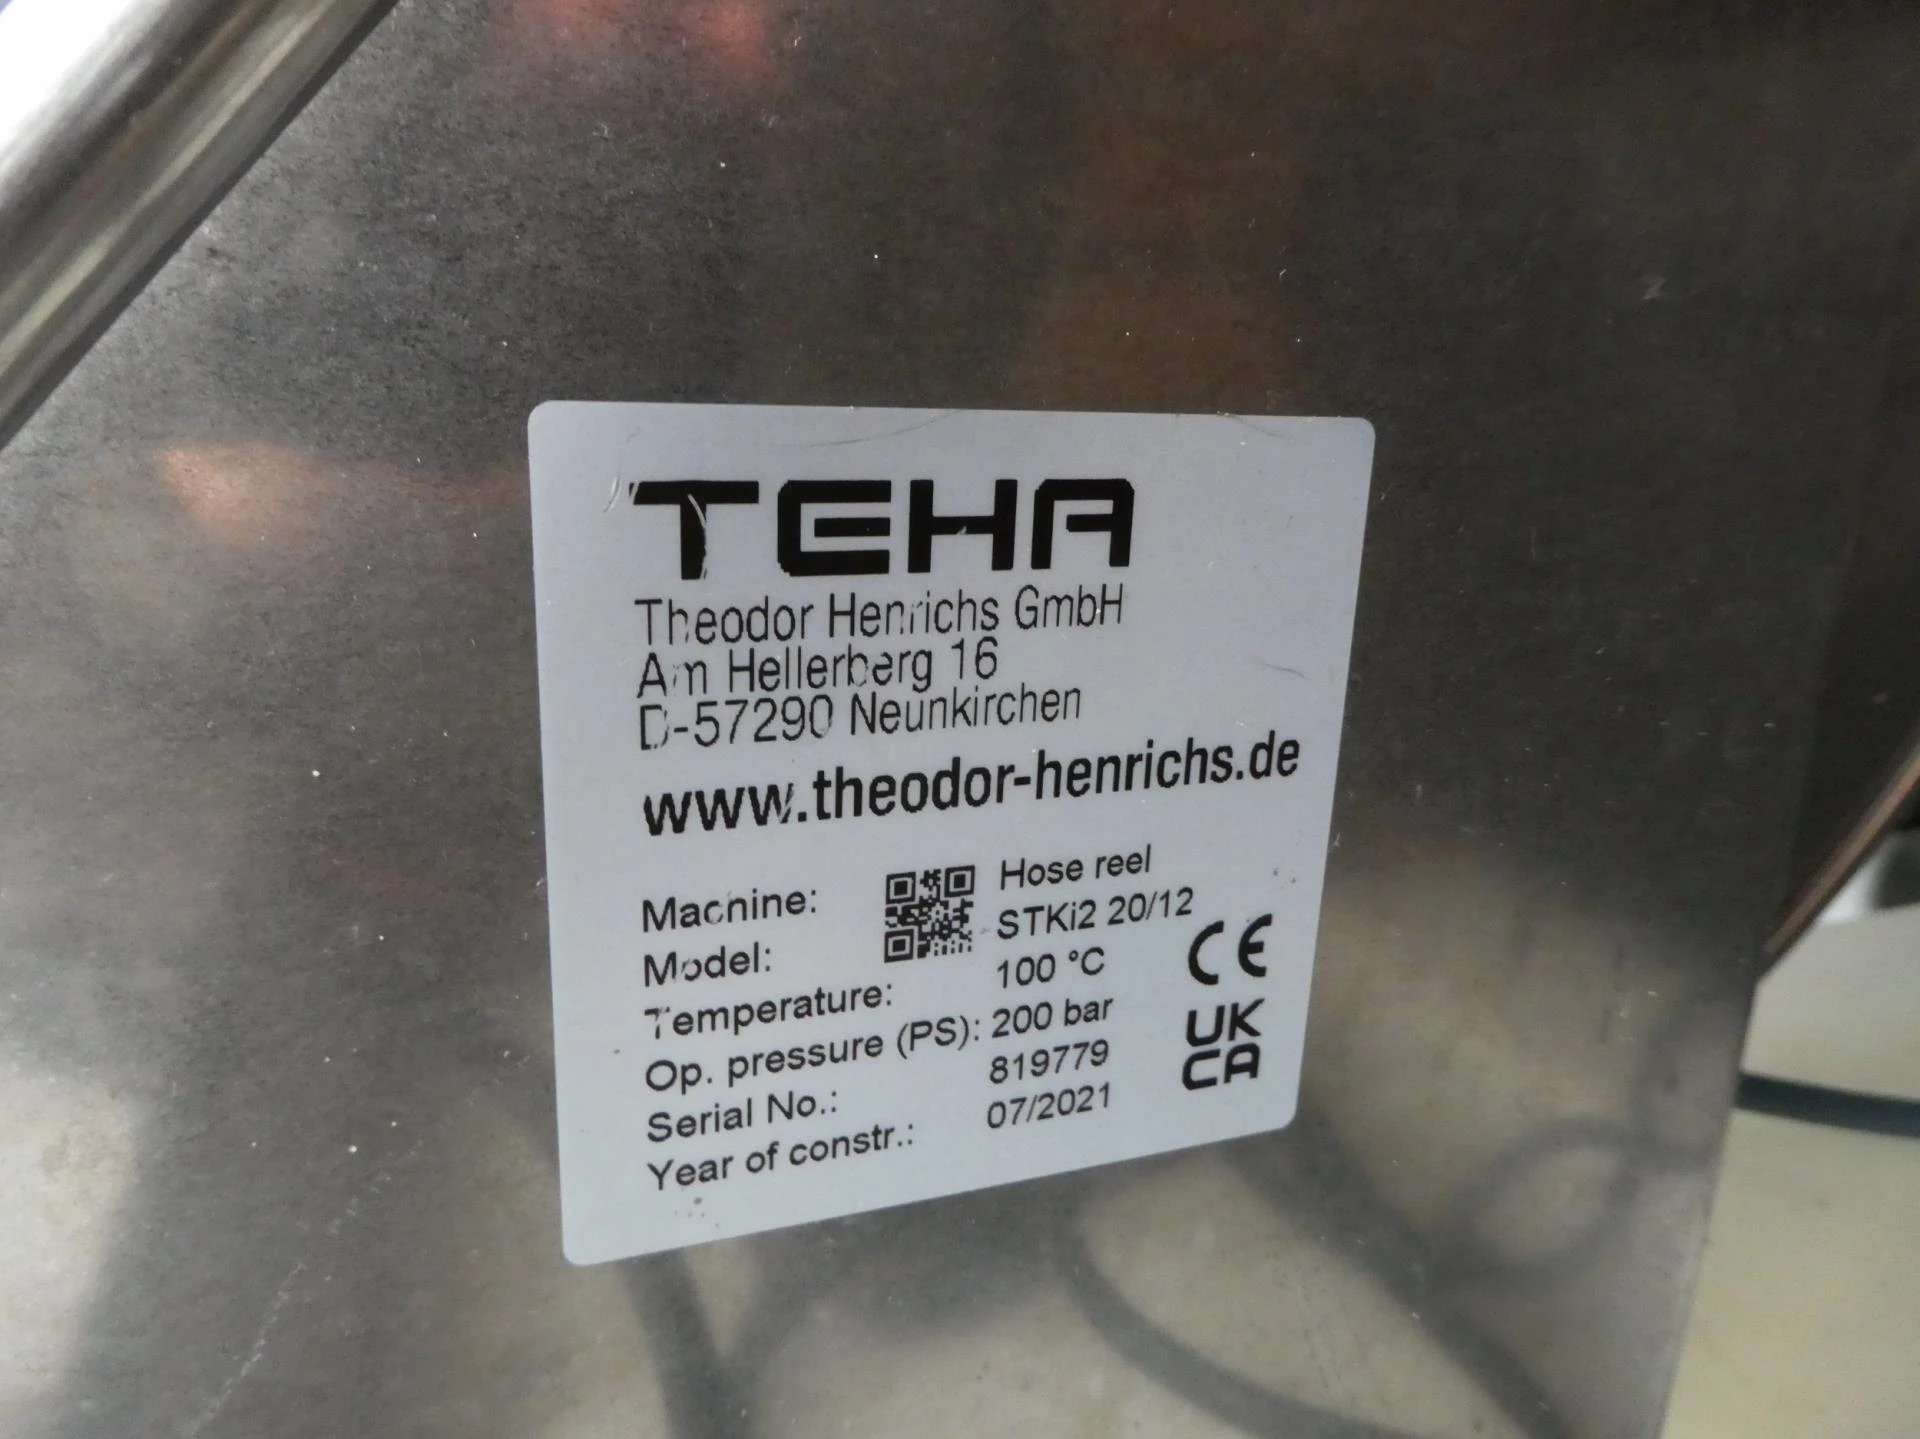 TEHA
Theodor Henrichs GmbH
Am Hellerberg 16
D-57290 Neunkirchen
www.theodor-henrichs.de
Machine: Hose reel
Model: STKi2 20/12
Temperature: 100 °C
Op. pressure (PS): 200 bar
Serial No.: 819779
Year of constr.: 07/2021
CE
UK
CA